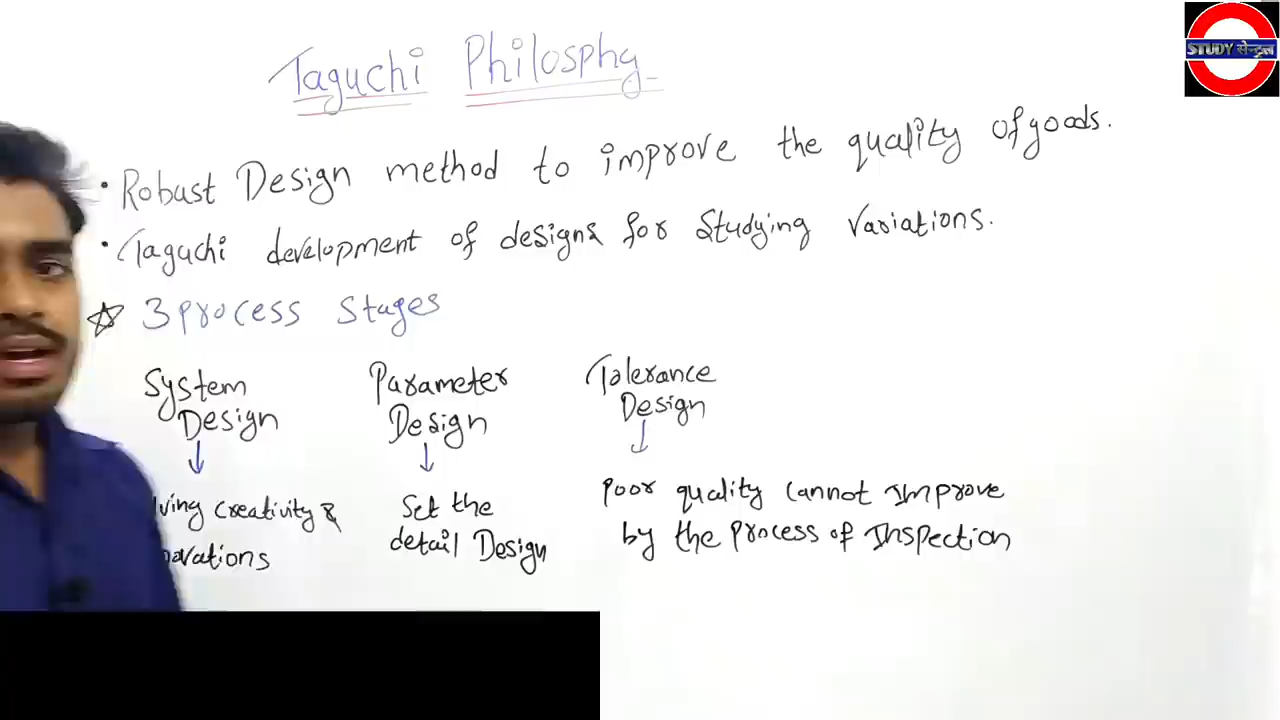 STUDY सेन्ट्रल
Taguchi Philosphy
• Robust Design method to improve the quality of goods.
• Taguchi development of designs for Studying Variations.
☆ 3 process stages
System Design
Parameter Design
Tolerance Design
creativity &
Set the detail Design
Poor quality cannot Improve
by the process of Inspection